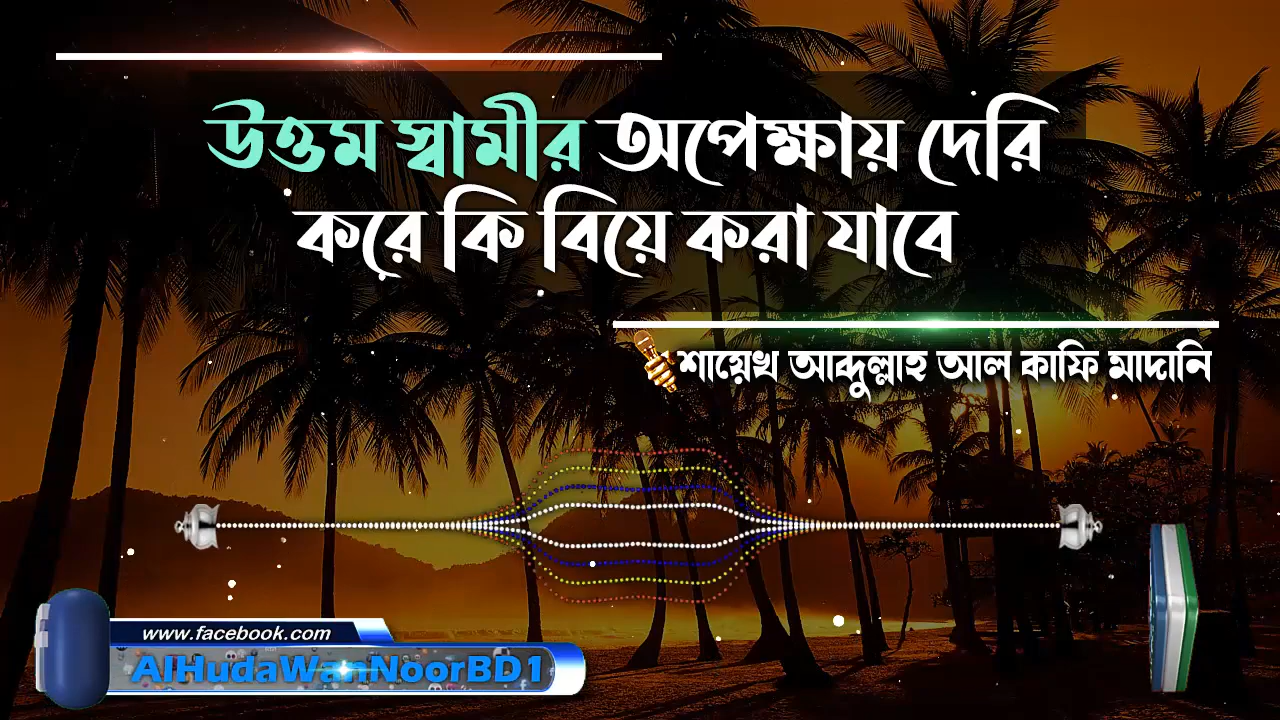 উত্তম স্বামীর অপেক্ষায় দেরি
করে কি বিয়ে করা যাবে
শায়েখ আব্দুল্লাহ আল কাফি মাদানি
www.facebook.com
AlHudaWanNoorBD1